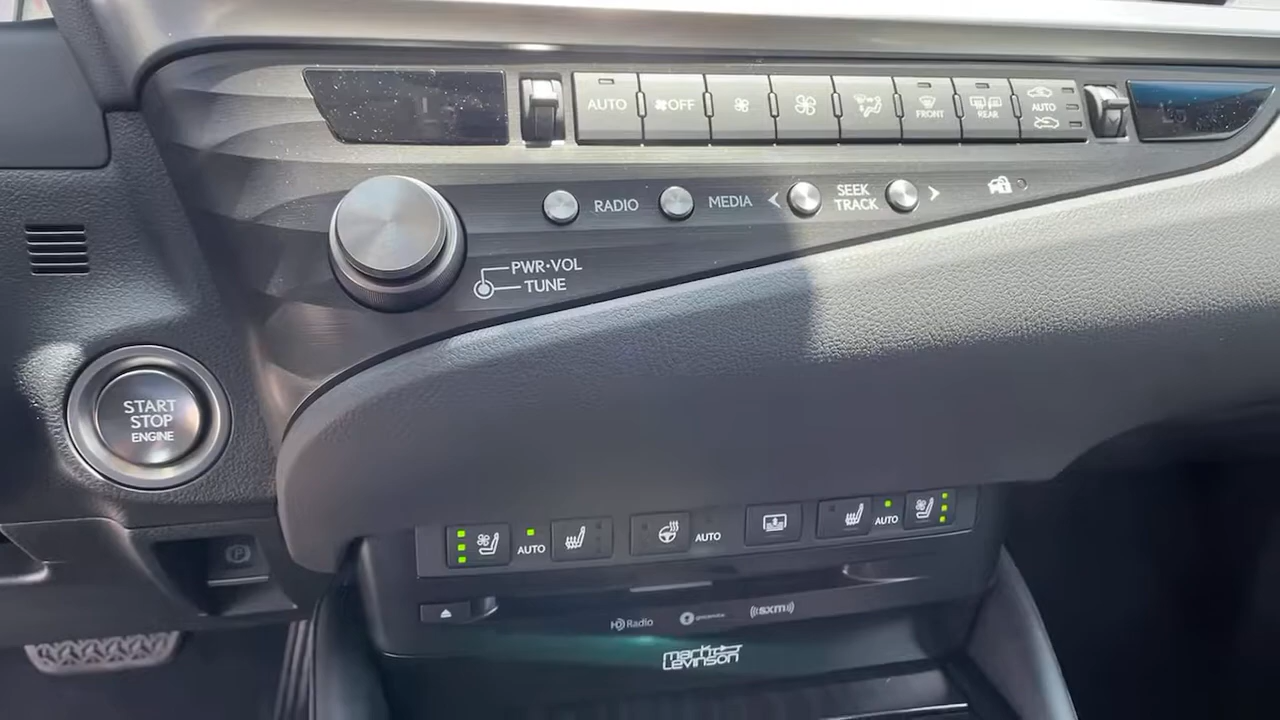 AUTO
OFF
FRONT
REAR
AUTO
RADIO
MEDIA
SEEK
TRACK
PWR•VOL
TUNE
START
STOP
ENGINE
P
AUTO
AUTO
AUTO
HD Radio
((sxm))
mark
Levinson